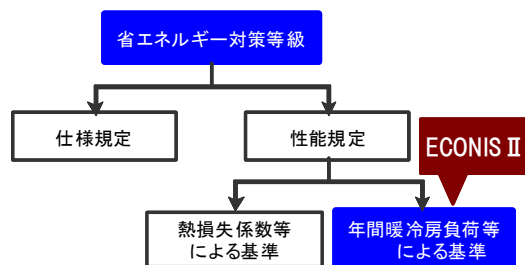 省エネルギー対策等級
仕様規定
性能規定
ECONIS Ⅱ
熱損失係数等
による基準
年間暖冷房負荷等
による基準